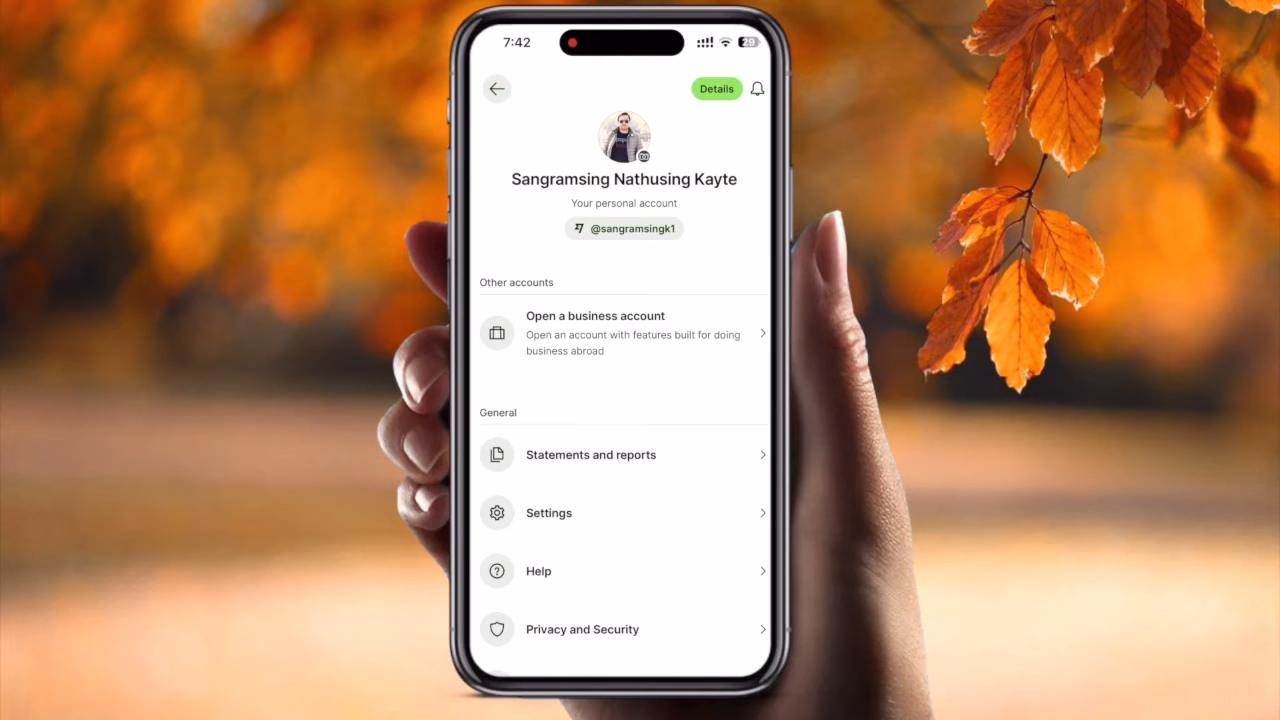 7:42
29
Details
Sangramsing Nathusing Kayte
Your personal account
@sangramsingk1
Other accounts
Open a business account
Open an account with features built for doing
business abroad
General
Statements and reports
Settings
Help
Privacy and Security